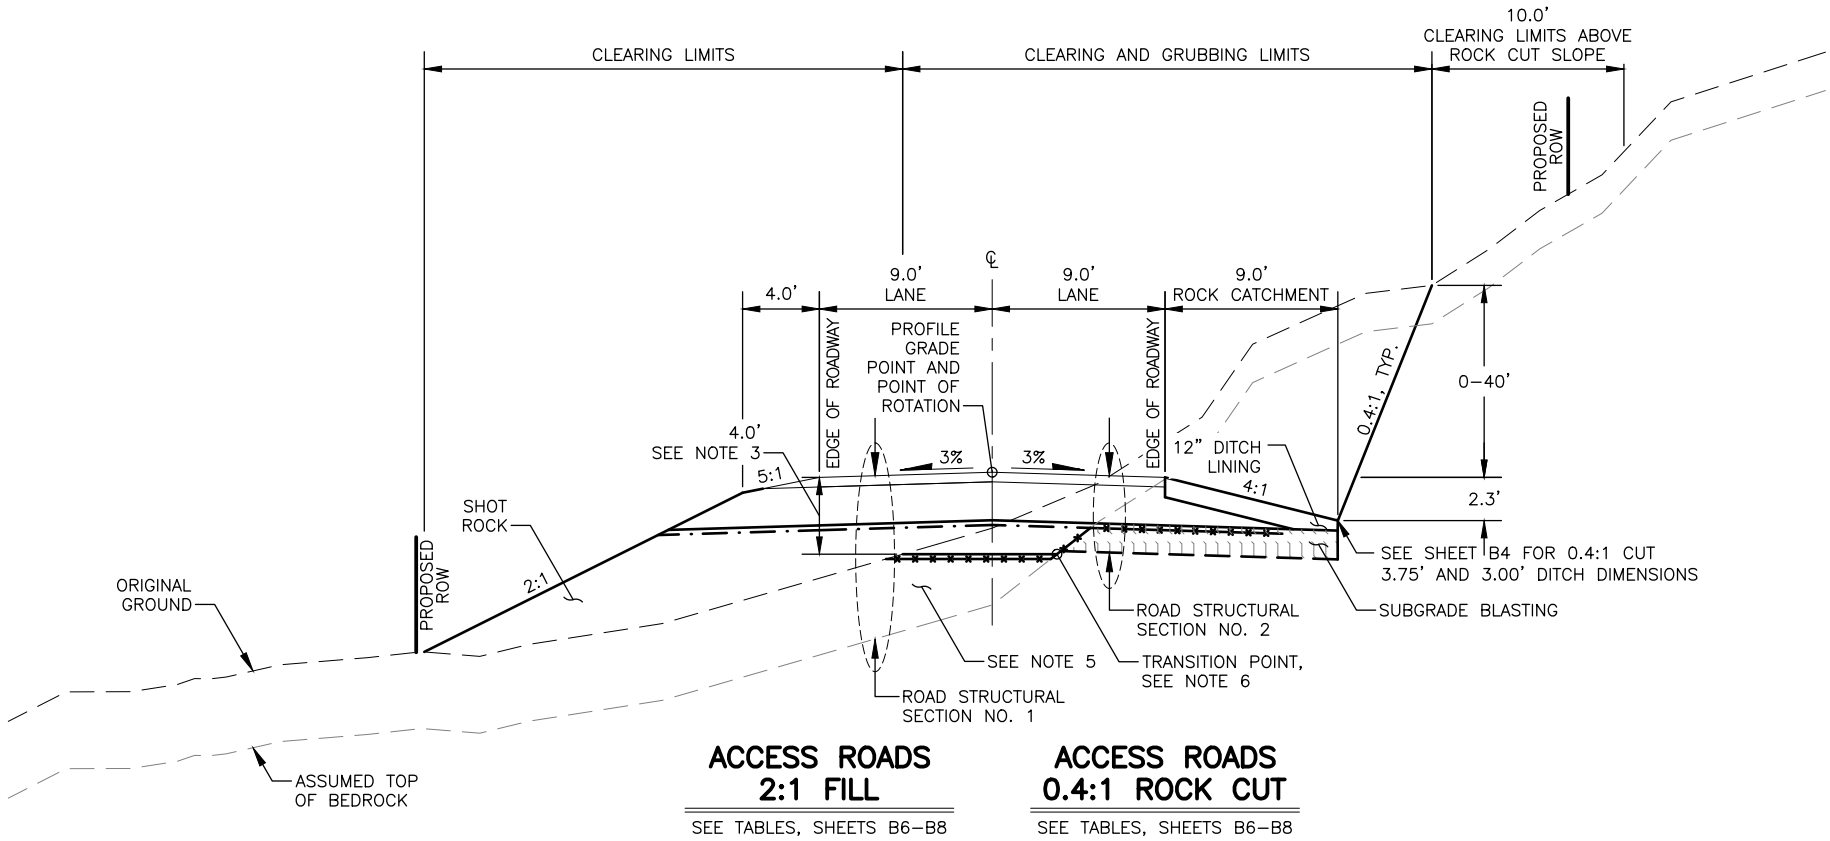 10.0'
CLEARING LIMITS ABOVE
ROCK CUT SLOPE
CLEARING LIMITS
CLEARING AND GRUBBING LIMITS
PROPOSED
ROW
℄
4.0'
9.0'
LANE
9.0'
LANE
9.0'
ROCK CATCHMENT
EDGE OF ROADWAY
PROFILE
GRADE
POINT AND
POINT OF
ROTATION
EDGE OF ROADWAY
0.4:1, TYP.
0-40'
4.0'
SEE NOTE 3
5:1
3%
3%
12" DITCH
LINING
4:1
2.3'
SHOT
ROCK
2:1
PROPOSED
ROW
ORIGINAL
GROUND
SEE SHEET B4 FOR 0.4:1 CUT
3.75' AND 3.00' DITCH DIMENSIONS
SUBGRADE BLASTING
ROAD STRUCTURAL
SECTION NO. 2
SEE NOTE 5
TRANSITION POINT,
SEE NOTE 6
ROAD STRUCTURAL
SECTION NO. 1
ASSUMED TOP
OF BEDROCK
ACCESS ROADS
2:1 FILL
SEE TABLES, SHEETS B6-B8
ACCESS ROADS
0.4:1 ROCK CUT
SEE TABLES, SHEETS B6-B8